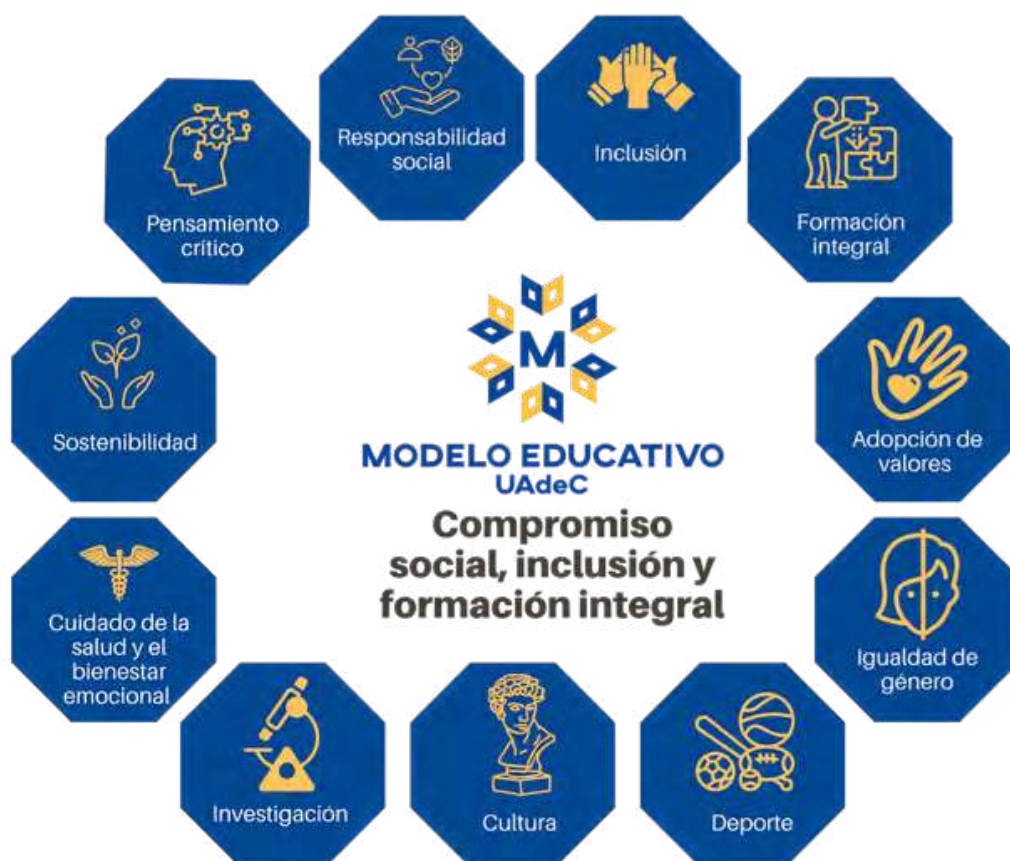 Responsabilidad
social
Inclusión
Pensamiento
crítico
Formación
integral
Sostenibilidad
Adopción de
valores
M
MODELO EDUCATIVO
UAdeC
Compromiso
social, inclusión y
formación integral
Cuidado de la
salud y el
bienestar
emocional
Igualdad de
género
Investigación
Cultura
Deporte